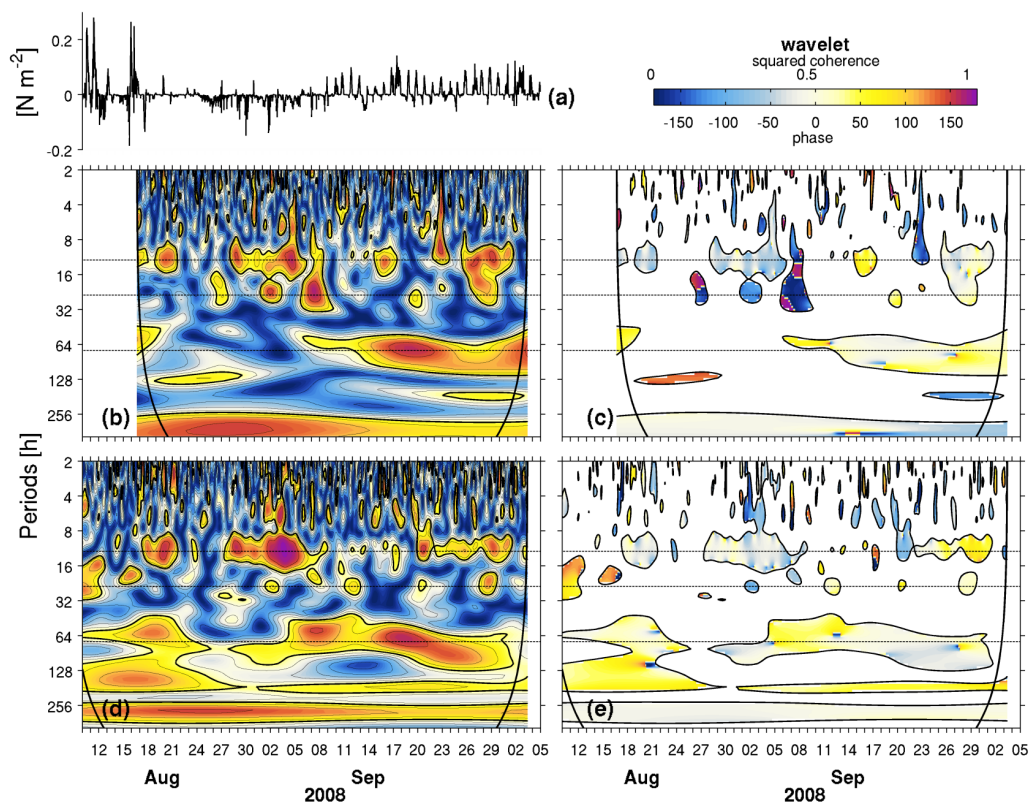 wavelet
squared coherence
0 0.5 1
-150 -100 -50 0 50 100 150
phase
[N m⁻²]
0.2
0
-0.2
(a)
2
4
8
16
32
64
128
256
(b)
(c)
Periods [h]
2
4
8
16
32
64
128
256
(d)
(e)
12 15 18 21 24 27 30 02 05 08 11 14 17 20 23 26 29 02 05
12 15 18 21 24 27 30 02 05 08 11 14 17 20 23 26 29 02 05
Aug Sep
Aug Sep
2008
2008